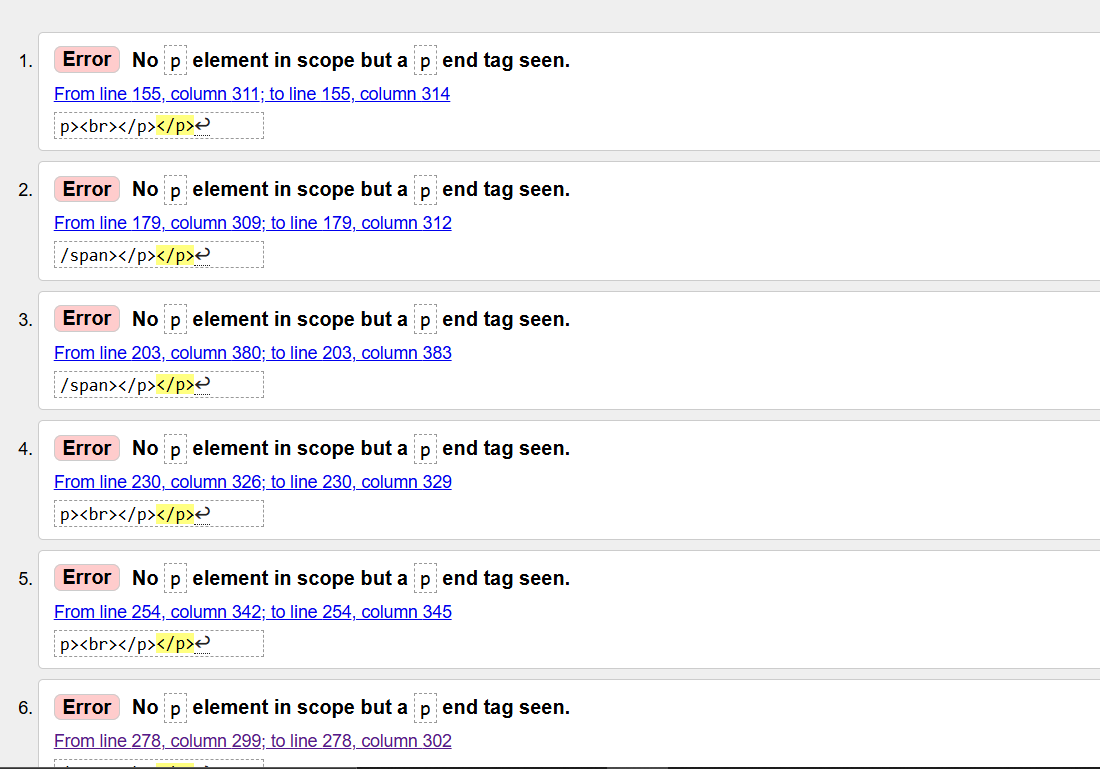 1. Error No p element in scope but a p end tag seen.
From line 155, column 311; to line 155, column 314
p><br></p></p>↩
2. Error No p element in scope but a p end tag seen.
From line 179, column 309; to line 179, column 312
/span></p></p>↩
3. Error No p element in scope but a p end tag seen.
From line 203, column 380; to line 203, column 383
/span></p></p>↩
4. Error No p element in scope but a p end tag seen.
From line 230, column 326; to line 230, column 329
p><br></p></p>↩
5. Error No p element in scope but a p end tag seen.
From line 254, column 342; to line 254, column 345
p><br></p></p>↩
6. Error No p element in scope but a p end tag seen.
From line 278, column 299; to line 278, column 302